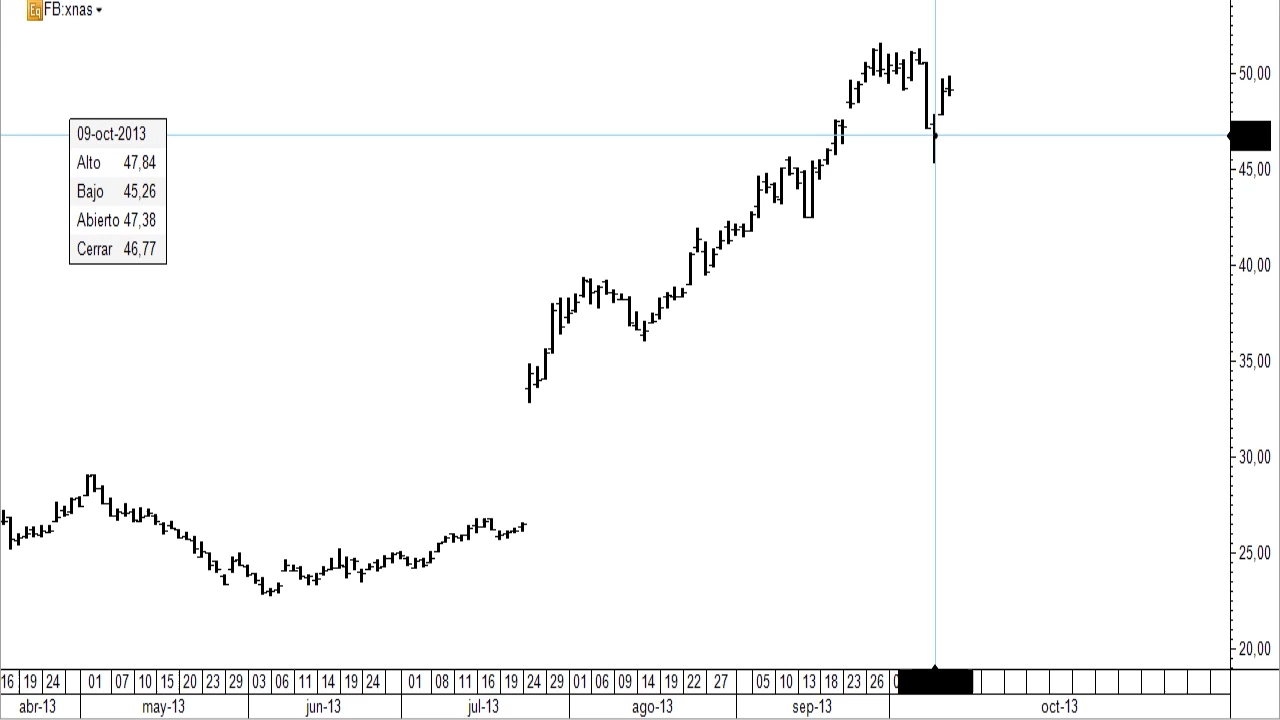 Eq FB:xnas
50,00
09-oct-2013
Alto 47,84
Bajo 45,26
Abierto 47,38
Cerrar 46,77
45,00
40,00
35,00
30,00
25,00
20,00
16 19 24 01 07 10 15 20 23 29 03 06 11 14 19 24 01 08 11 16 19 24 30 01 06 09 14 19 22 27 05 10 13 18 23 26
abr-13 may-13 jun-13 jul-13 ago-13 sep-13 oct-13